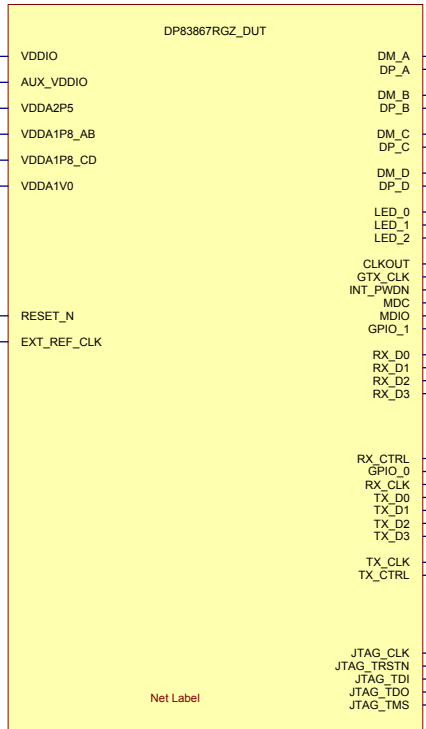 DP83867RGZ_DUT
VDDIO
AUX_VDDIO
VDDA2P5
VDDA1P8_AB
VDDA1P8_CD
VDDA1V0
RESET_N
EXT_REF_CLK
DM_A
DP_A
DM_B
DP_B
DM_C
DP_C
DM_D
DP_D
LED_0
LED_1
LED_2
CLKOUT
GTX_CLK
INT_PWDN
MDC
MDIO
GPIO_1
RX_D0
RX_D1
RX_D2
RX_D3
RX_CTRL
GPIO_0
RX_CLK
TX_D0
TX_D1
TX_D2
TX_D3
TX_CLK
TX_CTRL
JTAG_CLK
JTAG_TRSTN
JTAG_TDI
JTAG_TDO
JTAG_TMS
Net Label